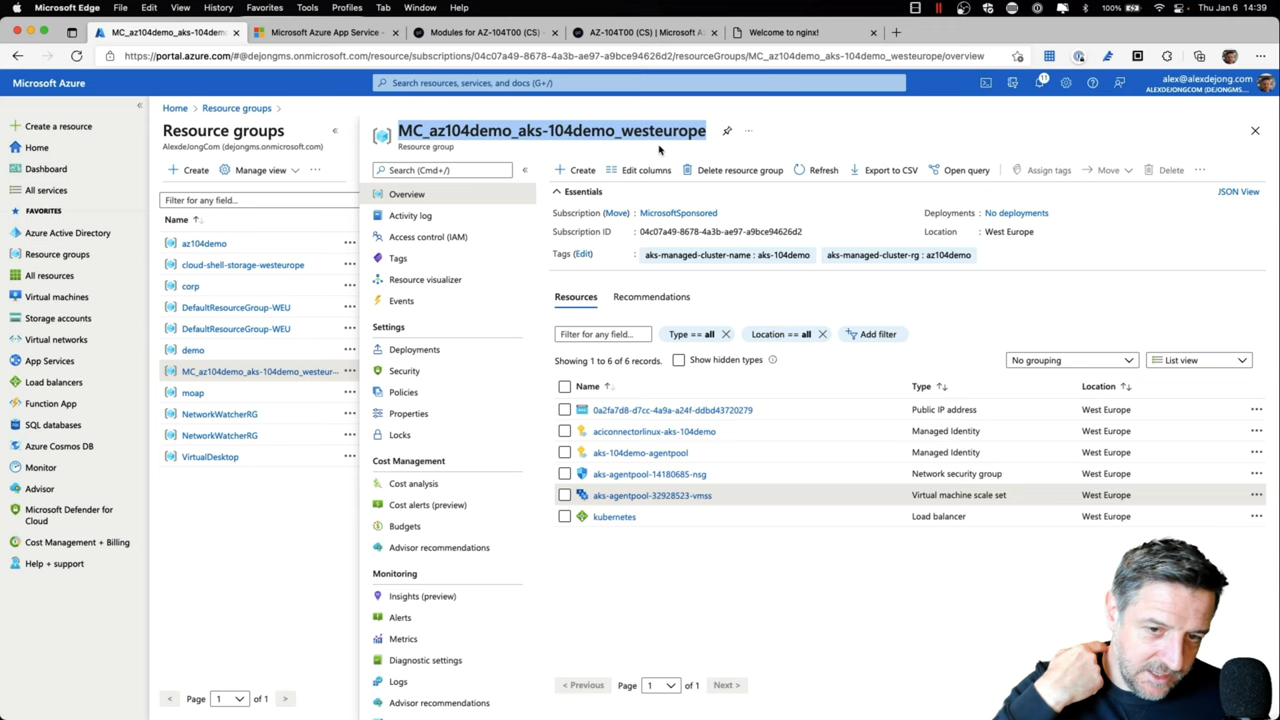 Microsoft Edge File Edit View History Favorites Tools Profiles Tab Window Help 100% Thu Jan 6 14:39
MC_az104demo_aks-104demo Microsoft Azure App Service - Modules for AZ-104T00 (CS) - AZ-104T00 (CS) | Microsoft Az Welcome to nginx!
https://portal.azure.com/#@dejongms.onmicrosoft.com/resource/subscriptions/04c07a49-8678-4a3b-ae97-a9bec94626d2/resourceGroups/MC_az104demo_aks-104demo_westeurope/overview
Microsoft Azure
Search resources, services, and docs (G+/)
11
alex@alexdejong.com
ALEXDEJONGCOM (DEJONGMS....
Create a resource
Home
Dashboard
All services
FAVORITES
Azure Active Directory
Resource groups
All resources
Virtual machines
Storage accounts
Virtual networks
App Services
Load balancers
Function App
SQL databases
Azure Cosmos DB
Monitor
Advisor
Microsoft Defender for
Cloud
Cost Management + Billing
Help + support
Home > Resource groups >
Resource groups
AlexdeJongCom (dejongms.onmicrosoft.com)
Create Manage view ...
Filter for any field...
Name
az104demo
cloud-shell-storage-westeurope
corp
DefaultResourceGroup-WEU
DefaultResourceGroup-WEU
demo
MC_az104demo_aks-104demo_westeur...
moap
NetworkWatcherRG
NetworkWatcherRG
VirtualDesktop
< Page 1 of 1 >
MC_az104demo_aks-104demo_westeurope
Resource group
Search (Cmd+/)
Overview
Activity log
Access control (IAM)
Tags
Resource visualizer
Events
Settings
Deployments
Security
Policies
Properties
Locks
Cost Management
Cost analysis
Cost alerts (preview)
Budgets
Advisor recommendations
Monitoring
Insights (preview)
Alerts
Metrics
Diagnostic settings
Logs
Advisor recommendations
Create Edit columns Delete resource group Refresh Export to CSV Open query Assign tags Move Delete ...
Essentials
JSON View
Subscription (Move) : MicrosoftSponsored
Deployments : No deployments
Subscription ID : 04c07a49-8678-4a3b-ae97-a9bec94626d2
Location : West Europe
Tags (Edit) : aks-managed-cluster-name : aks-104demo aks-managed-cluster-rg : az104demo
Resources Recommendations
Filter for any field... Type == all Location == all Add filter
Showing 1 to 6 of 6 records. Show hidden types No grouping List view
Name Type Location
0a2fa7d8-d7cc-4a9a-a24f-ddbd43720279 Public IP address West Europe
aciconnectorlinux-aks-104demo Managed Identity West Europe
aks-104demo-agentpool Managed Identity West Europe
aks-agentpool-14180685-nsg Network security group West Europe
aks-agentpool-32928523-vmss Virtual machine scale set West Europe
kubernetes Load balancer West Europe
< Previous Page 1 of 1 Next >